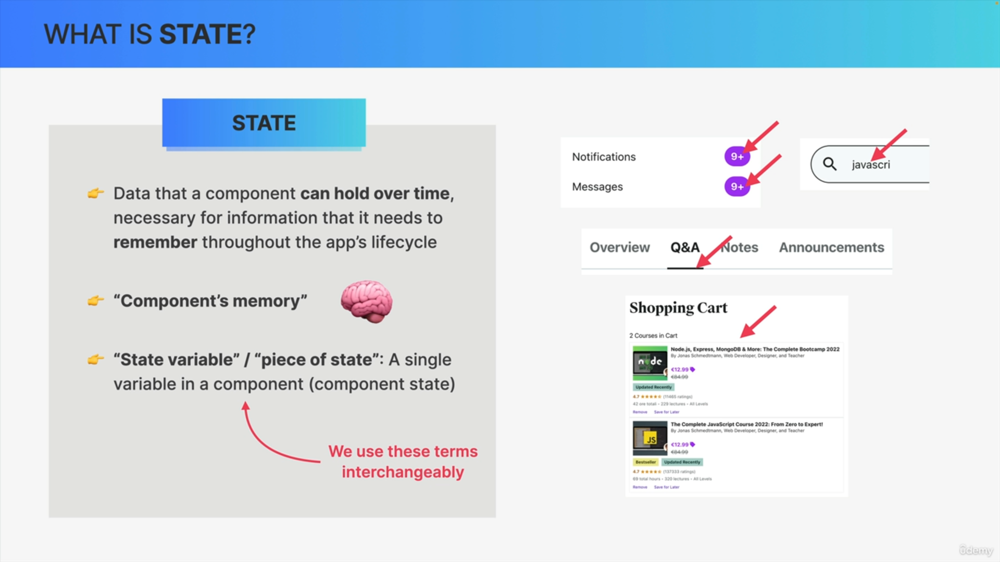 WHAT IS STATE?
STATE
👉 Data that a component can hold over time,
necessary for information that it needs to
remember throughout the app’s lifecycle
👉 “Component’s memory”
👉 “State variable” / “piece of state”: A single
variable in a component (component state)
We use these terms
interchangeably
Notifications 9+
Messages 9+
javascri
Overview Q&A Notes Announcements
Shopping Cart
2 Courses in Cart
node
Node.js, Express, MongoDB & More: The Complete Bootcamp 2022
By Jonas Schmedtmann, Web Developer, Designer, and Teacher
€12.99
€84.99
Updated Recently
4.7 ★★★★★ (11465 ratings)
42 ore totali • 229 lectures • All Levels
Remove Save for Later
JS
The Complete JavaScript Course 2022: From Zero to Expert!
By Jonas Schmedtmann, Web Developer, Designer, and Teacher
€12.99
€84.99
Bestseller Updated Recently
4.7 ★★★★★ (137333 ratings)
69 total hours • 320 lectures • All Levels
Remove Save for Later
ûdemy